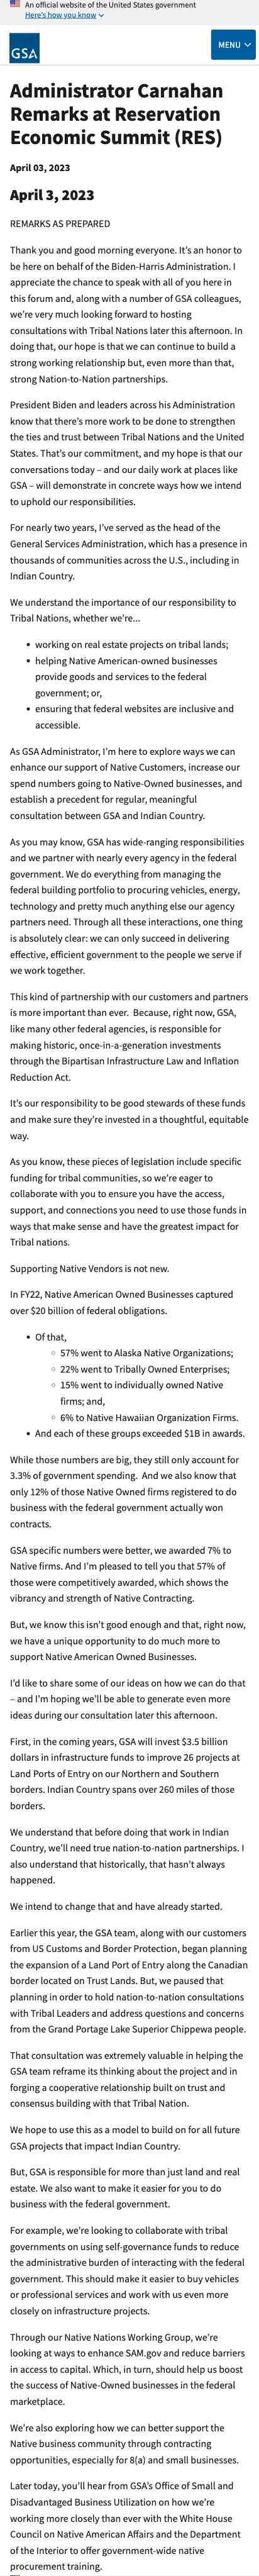 An official website of the United States government
Here's how you know
GSA
MENU
Administrator Carnahan
Remarks at Reservation
Economic Summit (RES)
April 03, 2023
April 3, 2023
REMARKS AS PREPARED
Thank you and good morning everyone. It's an honor to
be here on behalf of the Biden-Harris Administration. I
appreciate the chance to speak with all of you here in
this forum and, along with a number of GSA colleagues,
we're very much looking forward to hosting
consultations with Tribal Nations later this afternoon. In
doing that, our hope is that we can continue to build a
strong working relationship but, even more than that,
strong Nation-to-Nation partnerships.
President Biden and leaders across his Administration
know that there's more work to be done to strengthen
the ties and trust between Tribal Nations and the United
States. That's our commitment, and my hope is that our
conversations today – and our daily work at places like
GSA – will demonstrate in concrete ways how we intend
to uphold our responsibilities.
For nearly two years, I've served as the head of the
General Services Administration, which has a presence in
thousands of communities across the U.S., including in
Indian Country.
We understand the importance of our responsibility to
Tribal Nations, whether we're...
• working on real estate projects on tribal lands;
• helping Native American-owned businesses
provide goods and services to the federal
government; or,
• ensuring that federal websites are inclusive and
accessible.
As GSA Administrator, I'm here to explore ways we can
enhance our support of Native Customers, increase our
spend numbers going to Native-Owned businesses, and
establish a precedent for regular, meaningful
consultation between GSA and Indian Country.
As you may know, GSA has wide-ranging responsibilities
and we partner with nearly every agency in the federal
government. We do everything from managing the
federal building portfolio to procuring vehicles, energy,
technology and pretty much anything else our agency
partners need. Through all these interactions, one thing
is absolutely clear: we can only succeed in delivering
effective, efficient government to the people we serve if
we work together.
This kind of partnership with our customers and partners
is more important than ever.  Because, right now, GSA,
like many other federal agencies, is responsible for
making historic, once-in-a-generation investments
through the Bipartisan Infrastructure Law and Inflation
Reduction Act.
It's our responsibility to be good stewards of these funds
and make sure they're invested in a thoughtful, equitable
way.
As you know, these pieces of legislation include specific
funding for tribal communities, so we're eager to
collaborate with you to ensure you have the access,
support, and connections you need to use those funds in
ways that make sense and have the greatest impact for
Tribal nations.
Supporting Native Vendors is not new.
In FY22, Native American Owned Businesses captured
over $20 billion of federal obligations.
• Of that,
○ 57% went to Alaska Native Organizations;
○ 22% went to Tribally Owned Enterprises;
○ 15% went to individually owned Native
firms; and,
○ 6% to Native Hawaiian Organization Firms.
• And each of these groups exceeded $1B in awards.
While those numbers are big, they still only account for
3.3% of government spending.  And we also know that
only 12% of those Native Owned firms registered to do
business with the federal government actually won
contracts.
GSA specific numbers were better, we awarded 7% to
Native firms. And I'm pleased to tell you that 57% of
those were competitively awarded, which shows the
vibrancy and strength of Native Contracting.
But, we know this isn't good enough and that, right now,
we have a unique opportunity to do much more to
support Native American Owned Businesses.
I'd like to share some of our ideas on how we can do that
– and I'm hoping we'll be able to generate even more
ideas during our consultation later this afternoon.
First, in the coming years, GSA will invest $3.5 billion
dollars in infrastructure funds to improve 26 projects at
Land Ports of Entry on our Northern and Southern
borders. Indian Country spans over 260 miles of those
borders.
We understand that before doing that work in Indian
Country, we'll need true nation-to-nation partnerships. I
also understand that historically, that hasn't always
happened.
We intend to change that and have already started.
Earlier this year, the GSA team, along with our customers
from US Customs and Border Protection, began planning
the expansion of a Land Port of Entry along the Canadian
border located on Trust Lands. But, we paused that
planning in order to hold nation-to-nation consultations
with Tribal Leaders and address questions and concerns
from the Grand Portage Lake Superior Chippewa people.
That consultation was extremely valuable in helping the
GSA team reframe its thinking about the project and in
forging a cooperative relationship built on trust and
consensus building with that Tribal Nation.
We hope to use this as a model to build on for all future
GSA projects that impact Indian Country.
But, GSA is responsible for more than just land and real
estate. We also want to make it easier for you to do
business with the federal government.
For example, we're looking to collaborate with tribal
governments on using self-governance funds to reduce
the administrative burden of interacting with the federal
government. This should make it easier to buy vehicles
or professional services and work with us even more
closely on infrastructure projects.
Through our Native Nations Working Group, we're
looking at ways to enhance SAM.gov and reduce barriers
in access to capital. Which, in turn, should help us boost
the success of Native-Owned businesses in the federal
marketplace.
We're also exploring how we can better support the
Native business community through contracting
opportunities, especially for 8(a) and small businesses.
Later today, you'll hear from GSA's Office of Small and
Disadvantaged Business Utilization on how we're
working more closely than ever with the White House
Council on Native American Affairs and the Department
of the Interior to offer government-wide native
procurement training.